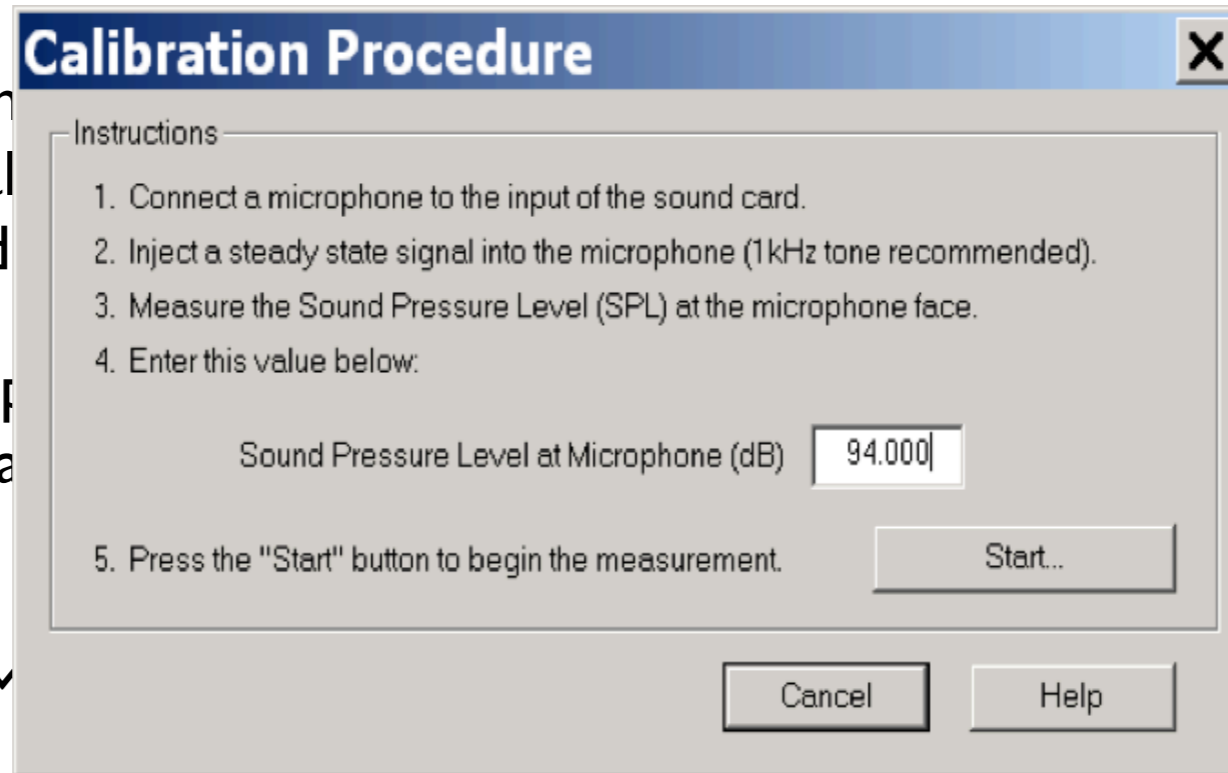 Calibration Procedure
Instructions
1. Connect a microphone to the input of the sound card.
2. Inject a steady state signal into the microphone (1kHz tone recommended).
3. Measure the Sound Pressure Level (SPL) at the microphone face.
4. Enter this value below:
Sound Pressure Level at Microphone (dB) 94.000
5. Press the "Start" button to begin the measurement. Start...
Cancel Help